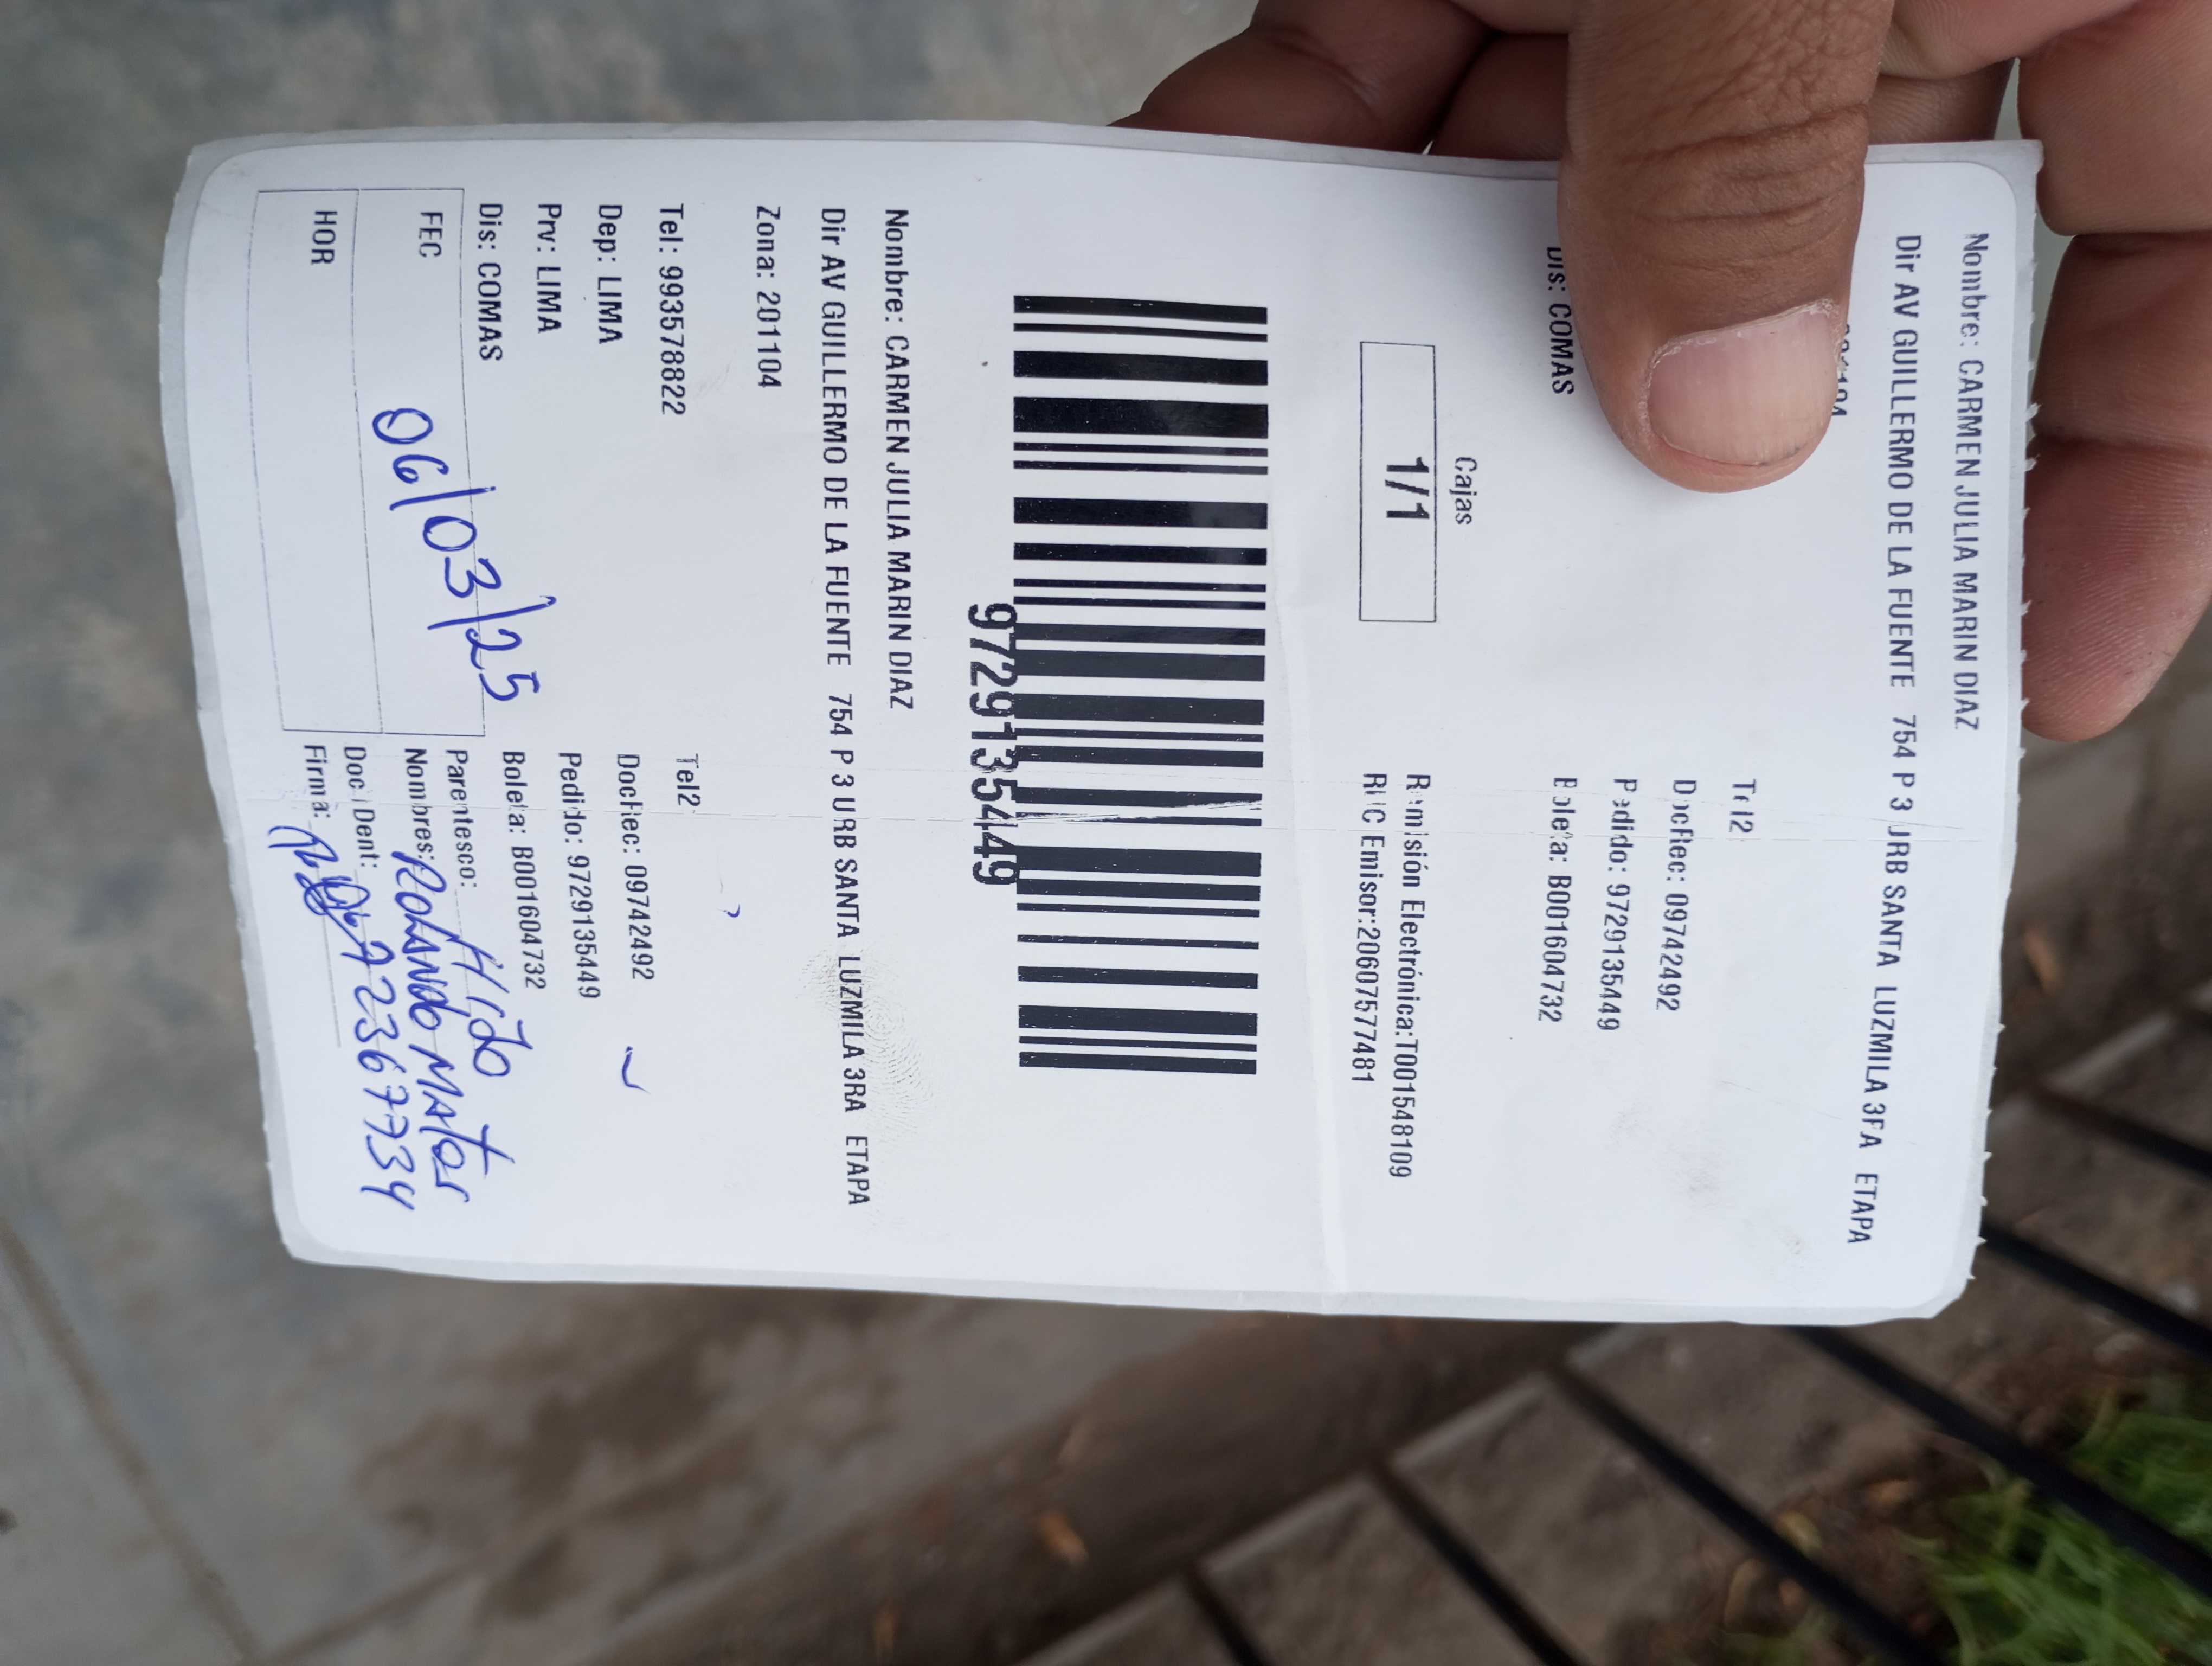 Nombre: CARMEN JULIA MARIN DIAZ
Dir AV GUILLERMO DE LA FUENTE 754 P 3 URB SANTA LUZMILA 3RA ETAPA
Tel2
DocRec: 09742492
Pedido: 9729135449
Dis: COMAS
Boleta: B001604732
Cajas
1/1
Remisión Electrónica:T001548109
RUC Emisor:20607577481
9729135449
Nombre: CARMEN JULIA MARIN DIAZ
Dir AV GUILLERMO DE LA FUENTE 754 P 3 URB SANTA LUZMILA 3RA ETAPA
Zona: 201104
Tel: 993578822
Tel2:
Dep: LIMA
DocRec: 09742492
Prv: LIMA
Pedido: 9729135449
Dis: COMAS
Boleta: B001604732
FEC 06/03/25
Parentesco: Hijo
Nombres: Rolando Matos
HOR
Doc.IDent: 72367734
Firma: